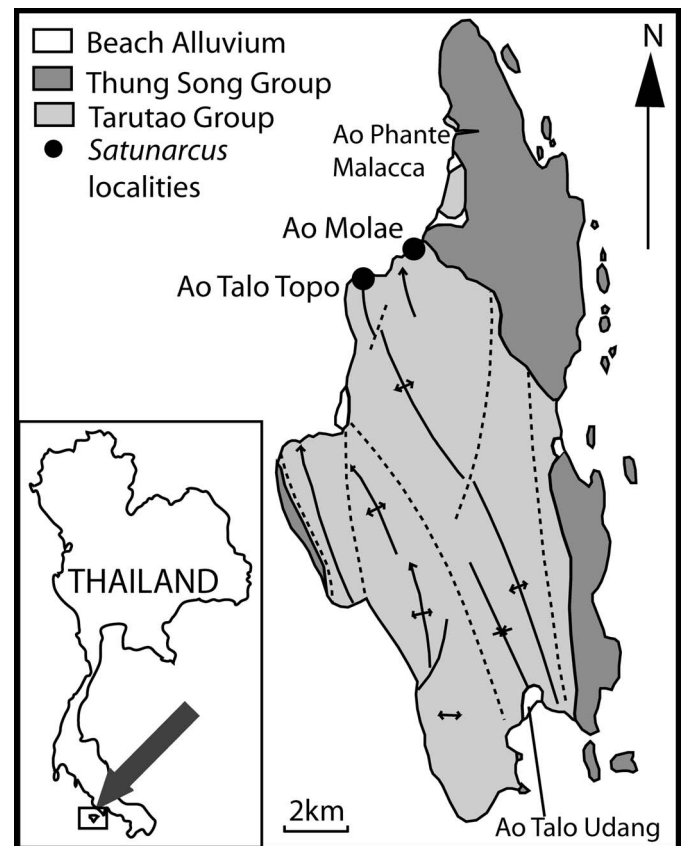 Beach Alluvium
Thung Song Group
Tarutao Group
Satunarcus
localities
N
Ao Phante
Malacca
Ao Molae
Ao Talo Topo
THAILAND
2km
Ao Talo Udang